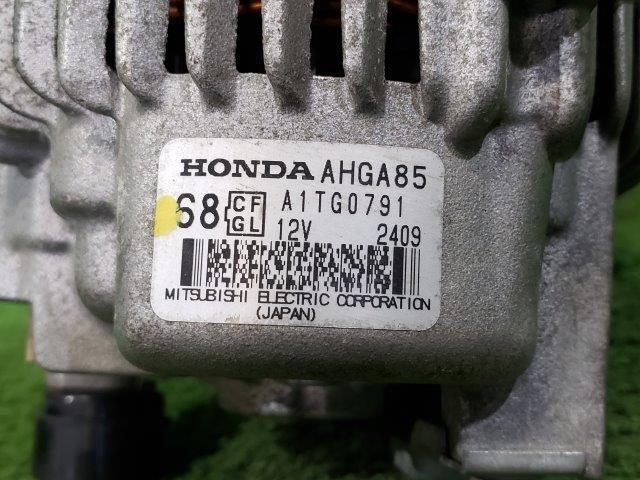 HONDA AHGA85
68 CF GL A1TG0791
12V 2409
MITSUBISHI ELECTRIC CORPORATION
(JAPAN)